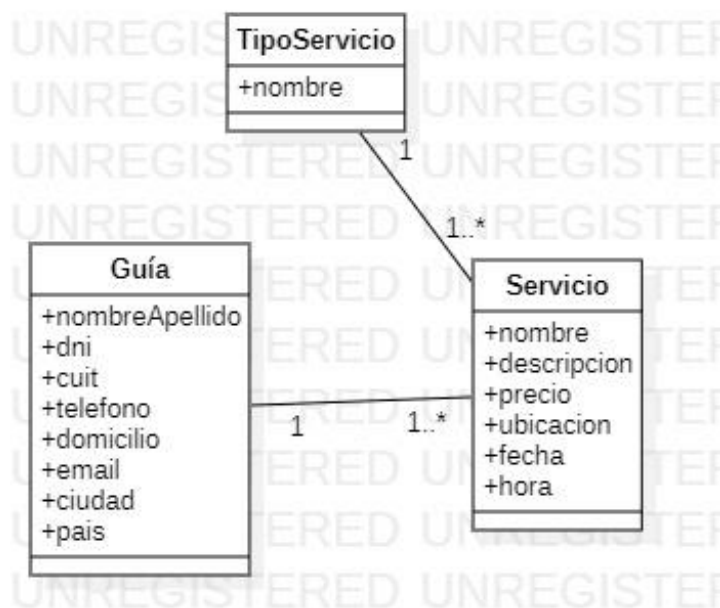 TipoServicio
+nombre
1
1..*
Guía
+nombreApellido
+dni
+cuit
+telefono
+domicilio
+email
+ciudad
+pais
1
1..*
Servicio
+nombre
+descripcion
+precio
+ubicacion
+fecha
+hora
UNREGISTERED